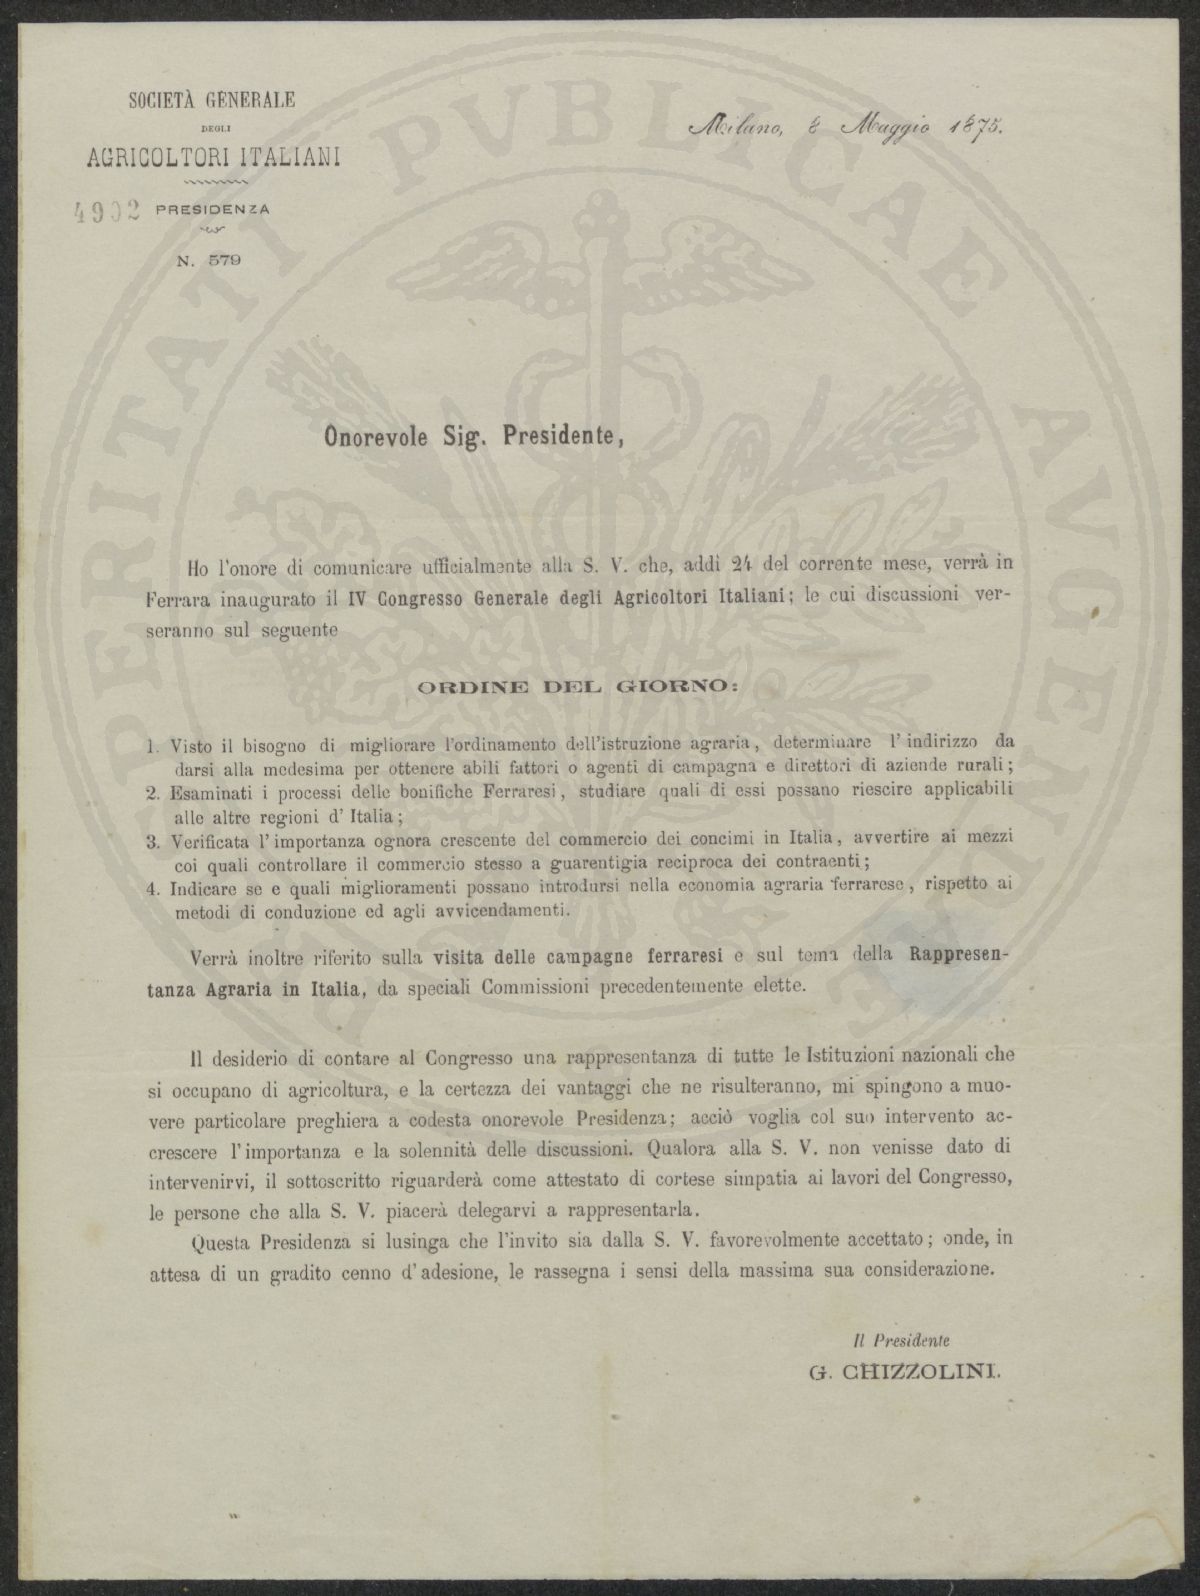 SOCIETÀ GENERALE
DEGLI
AGRICOLTORI ITALIANI
4902 PRESIDENZA
N. 579
Milano, 8 Maggio 1875.
Onorevole Sig. Presidente,
Ho l'onore di comunicare ufficialmente alla S. V. che, addì 24 del corrente mese, verrà in
Ferrara inaugurato il IV Congresso Generale degli Agricoltori Italiani; le cui discussioni ver-
seranno sul seguente
ORDINE DEL GIORNO:
1. Visto il bisogno di migliorare l'ordinamento dell'istruzione agraria, determinare l'indirizzo da
darsi alla medesima per ottenere abili fattori o agenti di campagna e direttori di aziende rurali;
2. Esaminati i processi delle bonifiche Ferraresi, studiare quali di essi possano riescire applicabili
alle altre regioni d'Italia;
3. Verificata l'importanza ognora crescente del commercio dei concimi in Italia, avvertire ai mezzi
coi quali controllare il commercio stesso a guarentigia reciproca dei contraenti;
4. Indicare se e quali miglioramenti possano introdursi nella economia agraria ferrarese, rispetto ai
metodi di conduzione ed agli avvicendamenti.
Verrà inoltre riferito sulla visita delle campagne ferraresi e sul tema della Rappresen-
tanza Agraria in Italia, da speciali Commissioni precedentemente elette.
Il desiderio di contare al Congresso una rappresentanza di tutte le Istituzioni nazionali che
si occupano di agricoltura, e la certezza dei vantaggi che ne risulteranno, mi spingono a muo-
vere particolare preghiera a codesta onorevole Presidenza; acciò voglia col suo intervento ac-
crescere l'importanza e la solennità delle discussioni. Qualora alla S. V. non venisse dato di
intervenirvi, il sottoscritto riguarderà come attestato di cortese simpatia ai lavori del Congresso,
le persone che alla S. V. piacerà delegarvi a rappresentarla.
Questa Presidenza si lusinga che l'invito sia dalla S. V. favorevolmente accettato; onde, in
attesa di un gradito cenno d'adesione, le rassegna i sensi della massima sua considerazione.
Il Presidente
G. CHIZZOLINI.
PROSPERITATI PVBLICAE AVGENDAE